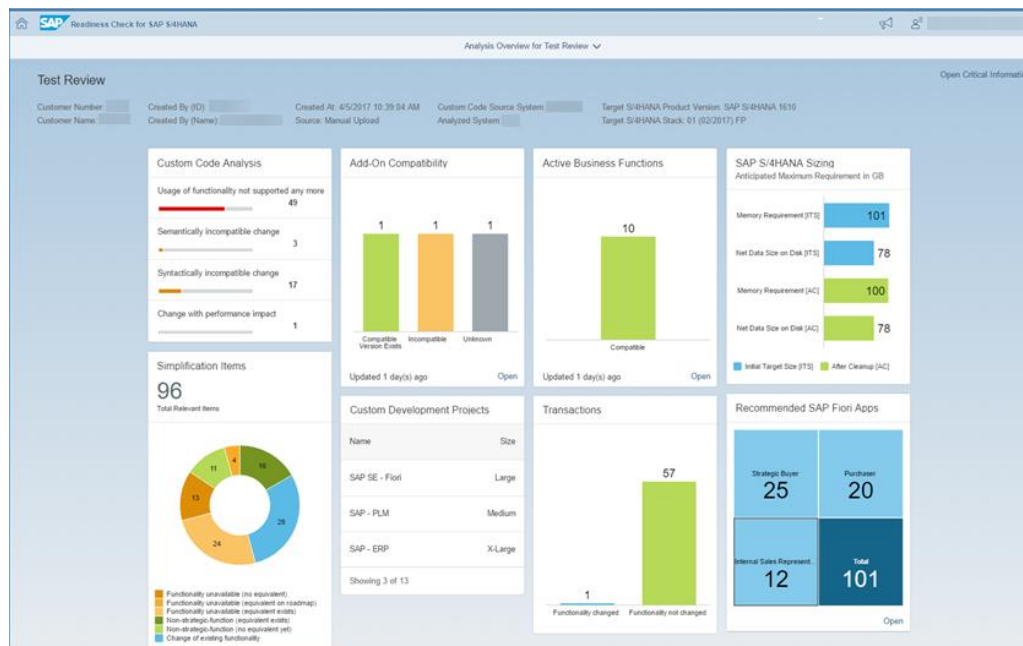 SAP Readiness Check for SAP S/4HANA
Analysis Overview for Test Review
Test Review
Open Critical Informati
Customer Number:
Customer Name:
Created By (ID):
Created By (Name):
Created At: 4/5/2017 10:39:04 AM
Source: Manual Upload
Custom Code Source System:
Analyzed System:
Target S/4HANA Product Version: SAP S/4HANA 1610
Target S/4HANA Stack: 01 (02/2017) FP
Custom Code Analysis
Usage of functionality not supported any more
49
Semantically incompatible change
3
Syntactically incompatible change
17
Change with performance impact
1
Add-On Compatibility
1 1 1
Compatible Incompatible Unknown
Version Exists
Updated 1 day(s) ago Open
Active Business Functions
10
Compatible
Updated 1 day(s) ago Open
SAP S/4HANA Sizing
Anticipated Maximum Requirement in GB
Memory Requirement [ITS] 101
Net Data Size on Disk [ITS] 78
Memory Requirement [AC] 100
Net Data Size on Disk [AC] 78
Initial Target Size [ITS] After Cleanup [AC]
Simplification Items
96
Total Relevant Items
4
11
16
13
28
24
Functionality unavailable (no equivalent)
Functionality unavailable (equivalent on roadmap)
Functionality unavailable (equivalent exists)
Non-strategic-function (equivalent exists)
Non-strategic-function (no equivalent yet)
Change of existing functionality
Custom Development Projects
Name Size
SAP SE - Fiori Large
SAP - PLM Medium
SAP - ERP X-Large
Showing 3 of 13
Transactions
57
1
Functionality changed Functionality not changed
Recommended SAP Fiori Apps
Strategic Buyer
25
Purchaser
20
Internal Sales Represent...
12
Total
101
Open